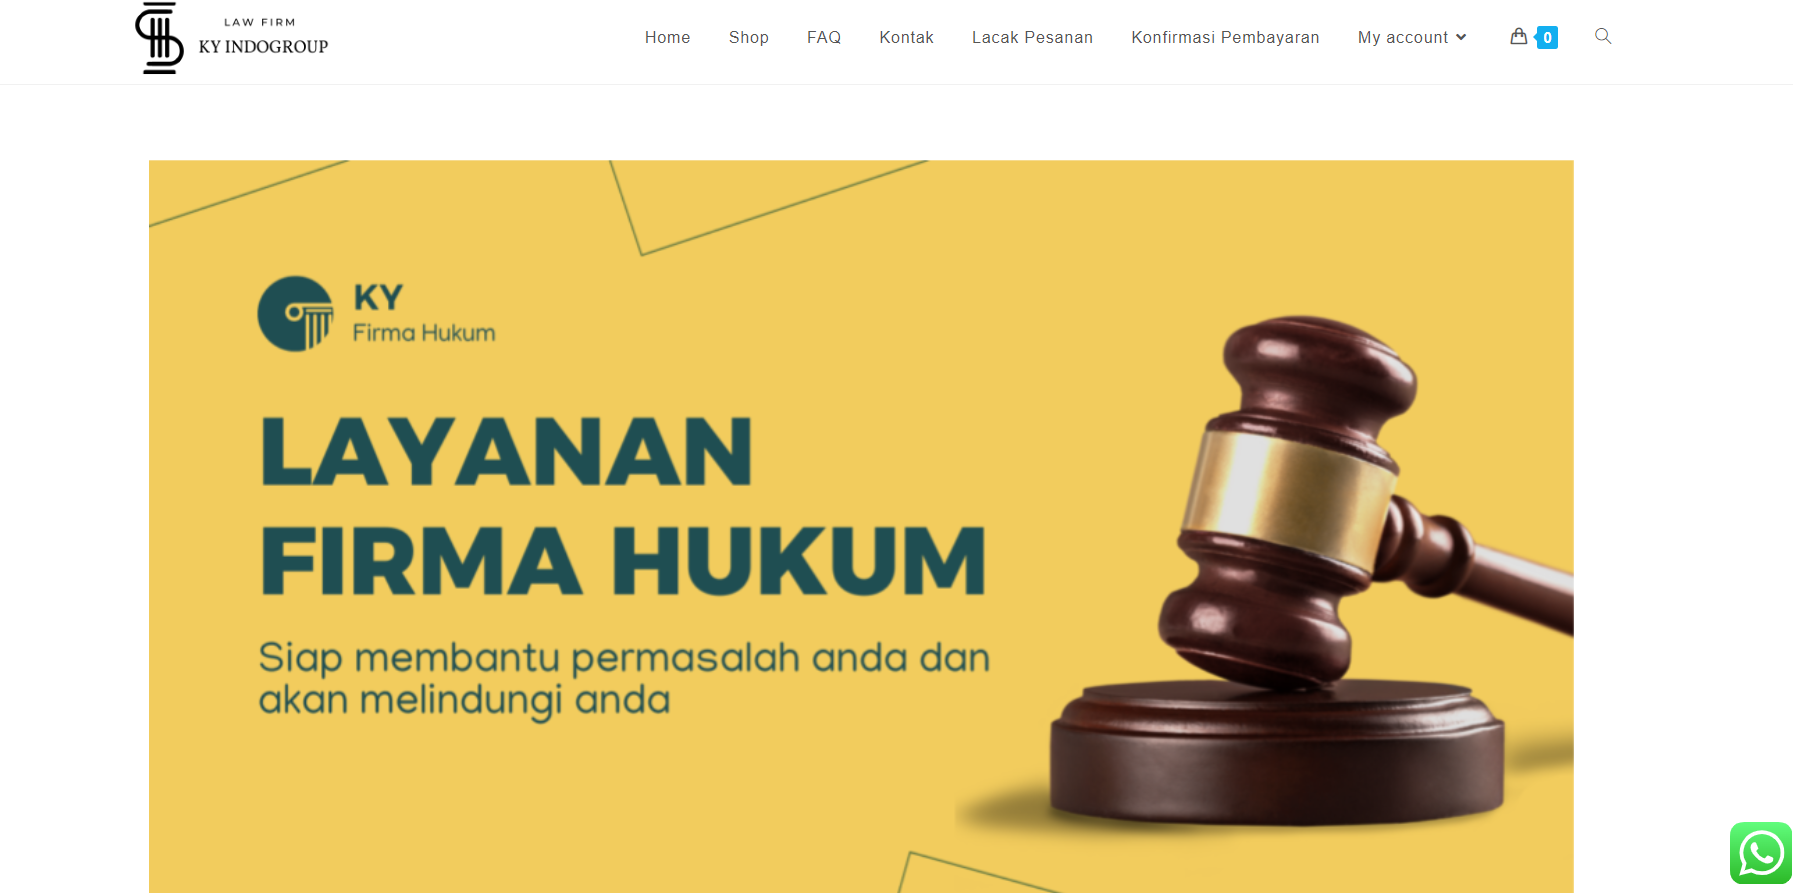 LAW FIRM
KY INDOGROUP
Home Shop FAQ Kontak Lacak Pesanan Konfirmasi Pembayaran My account 0
KY
Firma Hukum
LAYANAN
FIRMA HUKUM
Siap membantu permasalah anda dan
akan melindungi anda